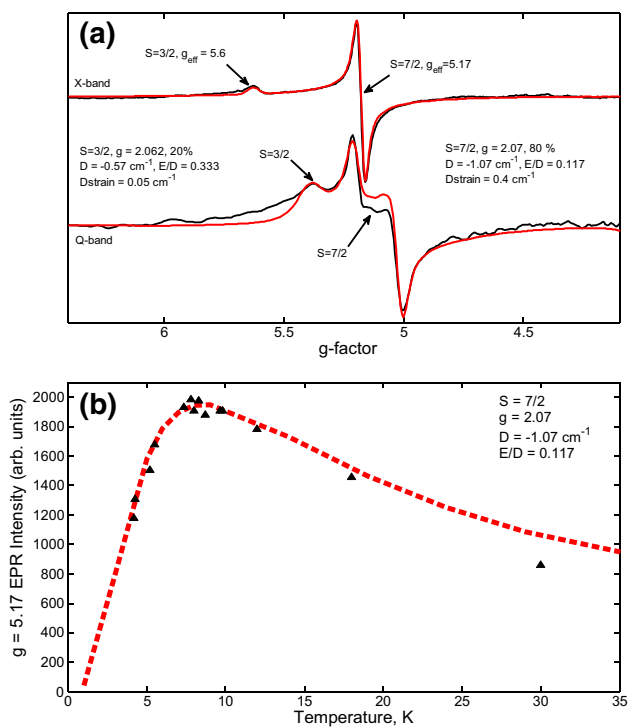 (a)
S=3/2, geff = 5.6
S=7/2, geff=5.17
X-band
S=3/2, g = 2.062, 20%
D = -0.57 cm-1, E/D = 0.333
Dstrain = 0.05 cm-1
S=3/2
S=7/2, g = 2.07, 80 %
D = -1.07 cm-1, E/D = 0.117
Dstrain = 0.4 cm-1
Q-band
S=7/2
6 5.5 5 4.5
g-factor
(b)
S = 7/2
g = 2.07
D = -1.07 cm-1
E/D = 0.117
g = 5.17 EPR Intensity (arb. units)
2000
1800
1600
1400
1200
1000
800
600
400
200
0
0 5 10 15 20 25 30 35
Temperature, K